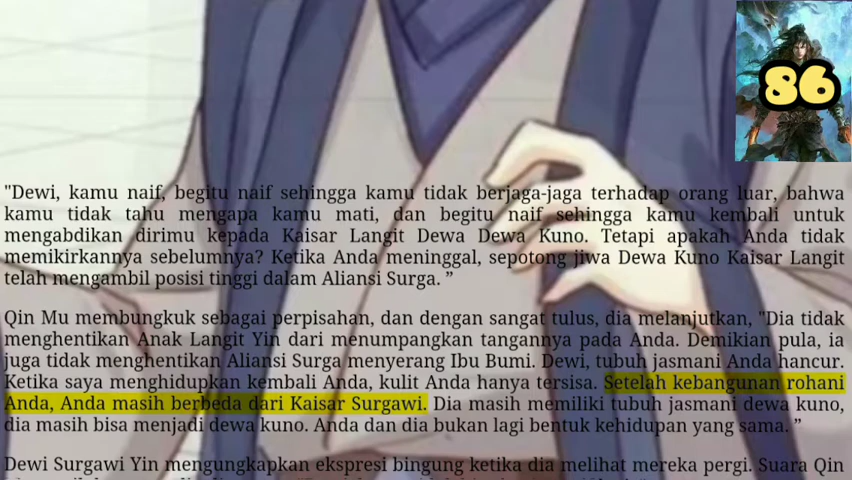 86
"Dewi, kamu naif, begitu naif sehingga kamu tidak berjaga-jaga terhadap orang luar, bahwa
kamu tidak tahu mengapa kamu mati, dan begitu naif sehingga kamu kembali untuk
mengabdikan dirimu kepada Kaisar Langit Dewa Dewa Kuno. Tetapi apakah Anda tidak
memikirkannya sebelumnya? Ketika Anda meninggal, sepotong jiwa Dewa Kuno Kaisar Langit
telah mengambil posisi tinggi dalam Aliansi Surga. ”
Qin Mu membungkuk sebagai perpisahan, dan dengan sangat tulus, dia melanjutkan, "Dia tidak
menghentikan Anak Langit Yin dari menumpangkan tangannya pada Anda. Demikian pula, ia
juga tidak menghentikan Aliansi Surga menyerang Ibu Bumi. Dewi, tubuh jasmani Anda hancur.
Ketika saya menghidupkan kembali Anda, kulit Anda hanya tersisa. Setelah kebangunan rohani
Anda, Anda masih berbeda dari Kaisar Surgawi. Dia masih memiliki tubuh jasmani dewa kuno,
dia masih bisa menjadi dewa kuno. Anda dan dia bukan lagi bentuk kehidupan yang sama. ”
Dewi Surgawi Yin mengungkapkan ekspresi bingung ketika dia melihat mereka pergi. Suara Qin